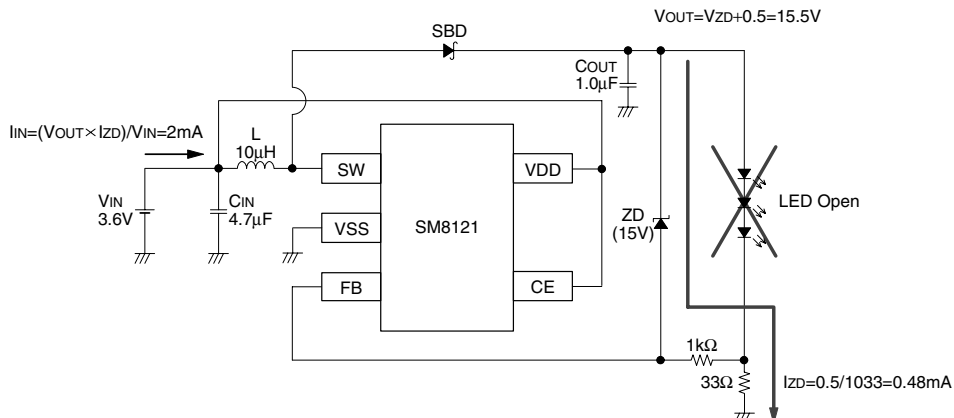 VOUT=VZD+0.5=15.5V
SBD
COUT
1.0μF
IIN=(VOUT×IZD)/VIN=2mA
L
10μH
SW
VDD
VIN
3.6V
CIN
4.7μF
VSS
SM8121
ZD
(15V)
LED Open
FB
CE
1kΩ
33Ω
IZD=0.5/1033=0.48mA